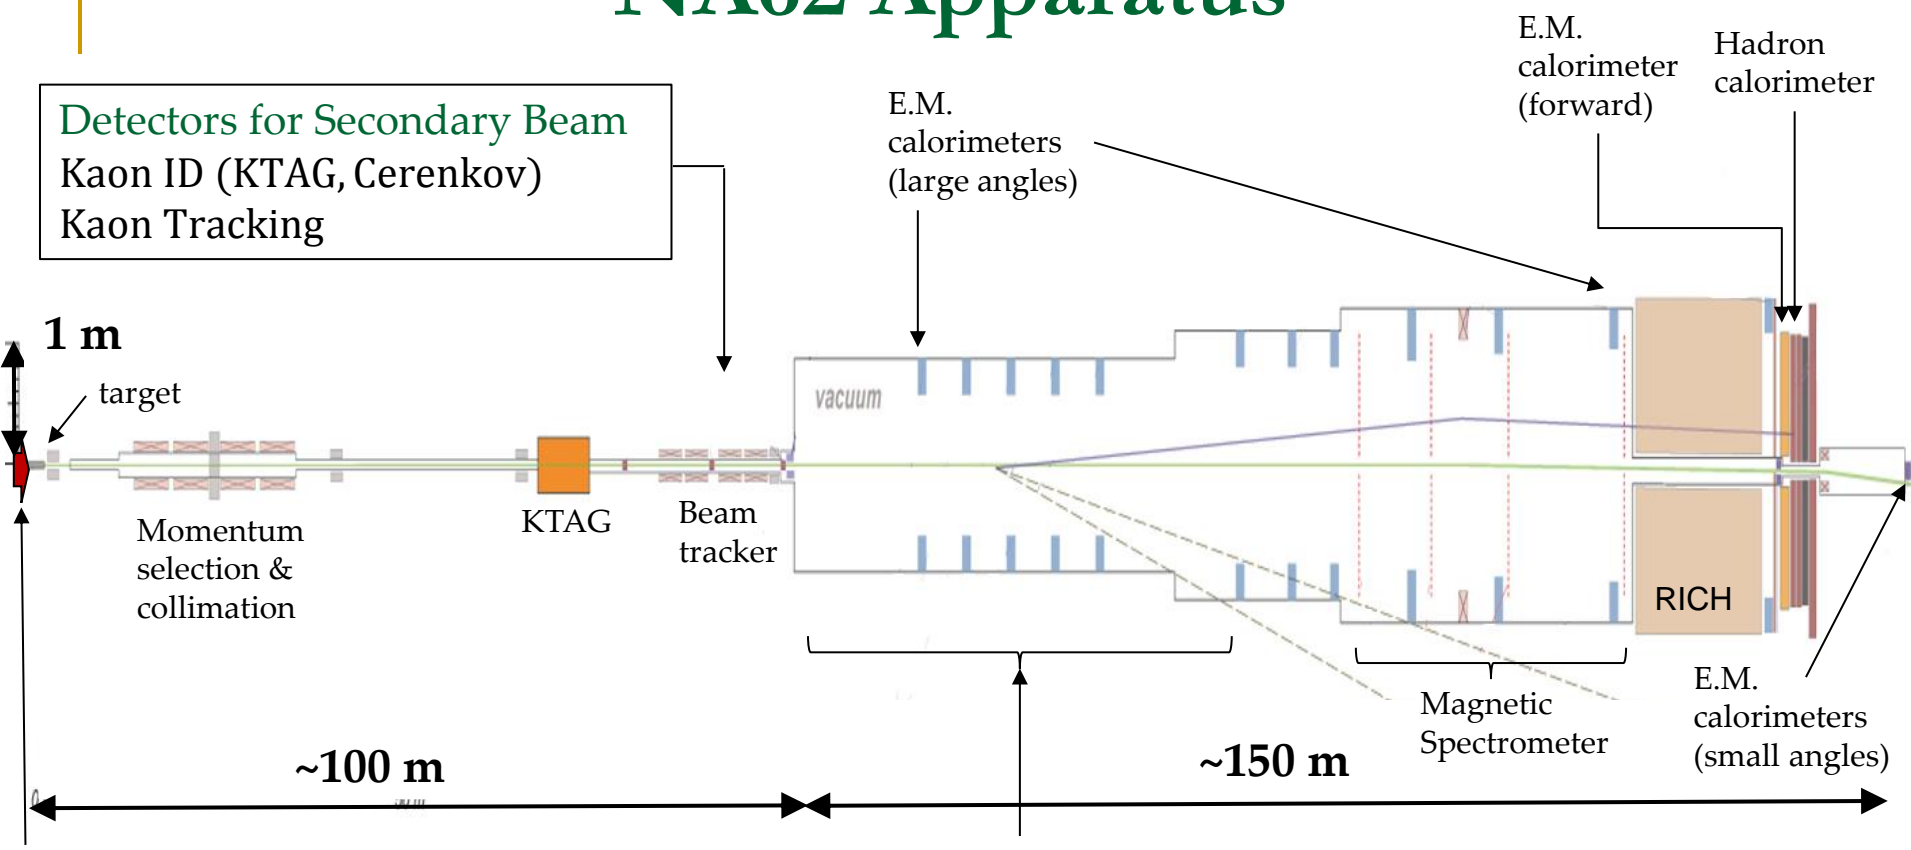 NA62 Apparatus
E.M.
calorimeter
(forward)
Hadron
calorimeter
E.M.
calorimeters
(large angles)
Detectors for Secondary Beam
Kaon ID (KTAG, Cerenkov)
Kaon Tracking
1 m
target
vacuum
Momentum
selection &
collimation
KTAG
Beam
tracker
RICH
Magnetic
Spectrometer
E.M.
calorimeters
(small angles)
~100 m
~150 m
0